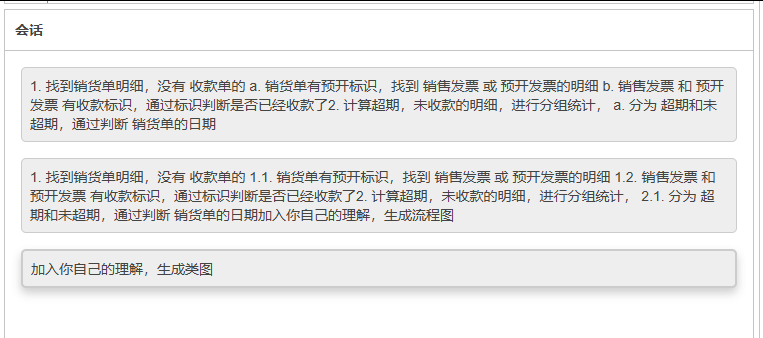 会话
1. 找到销货单明细，没有 收款单的 a. 销货单有预开标识，找到 销售发票 或 预开发票的明细 b. 销售发票 和 预开
发票 有收款标识，通过标识判断是否已经收款了2. 计算超期，未收款的明细，进行分组统计， a. 分为 超期和未
超期，通过判断 销货单的日期
1. 找到销货单明细，没有 收款单的 1.1. 销货单有预开标识，找到 销售发票 或 预开发票的明细 1.2. 销售发票 和
预开发票 有收款标识，通过标识判断是否已经收款了2. 计算超期，未收款的明细，进行分组统计， 2.1. 分为 超
期和未超期，通过判断 销货单的日期加入你自己的理解，生成流程图
加入你自己的理解，生成类图